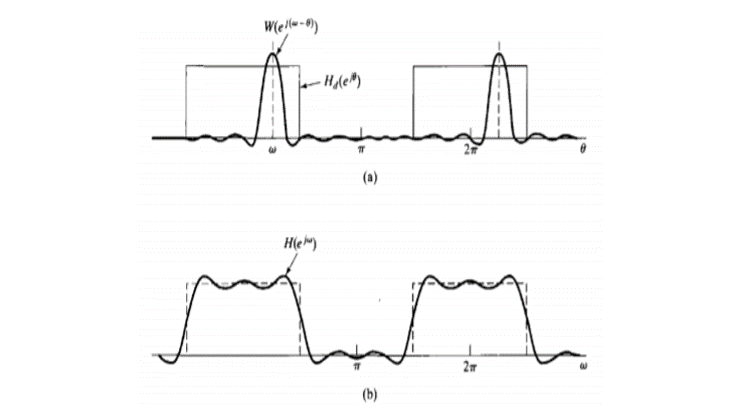 W(e^{j(ω − θ)})
H_d(e^{jθ})
ω π 2π θ
(a)
H(e^{jω})
π 2π ω
(b)